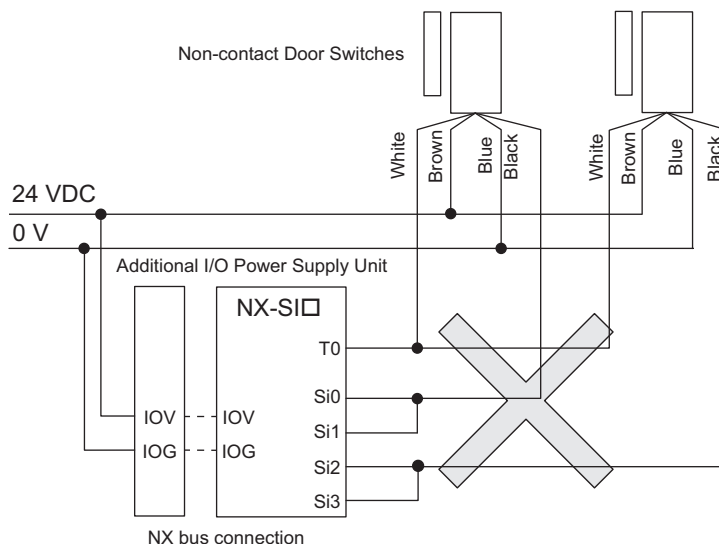 Non-contact Door Switches
White
Brown
Blue
Black
White
Brown
Blue
Black
24 VDC
0 V
Additional I/O Power Supply Unit
NX-SI□
T0
Si0
IOV
IOV
Si1
IOG
IOG
Si2
Si3
NX bus connection